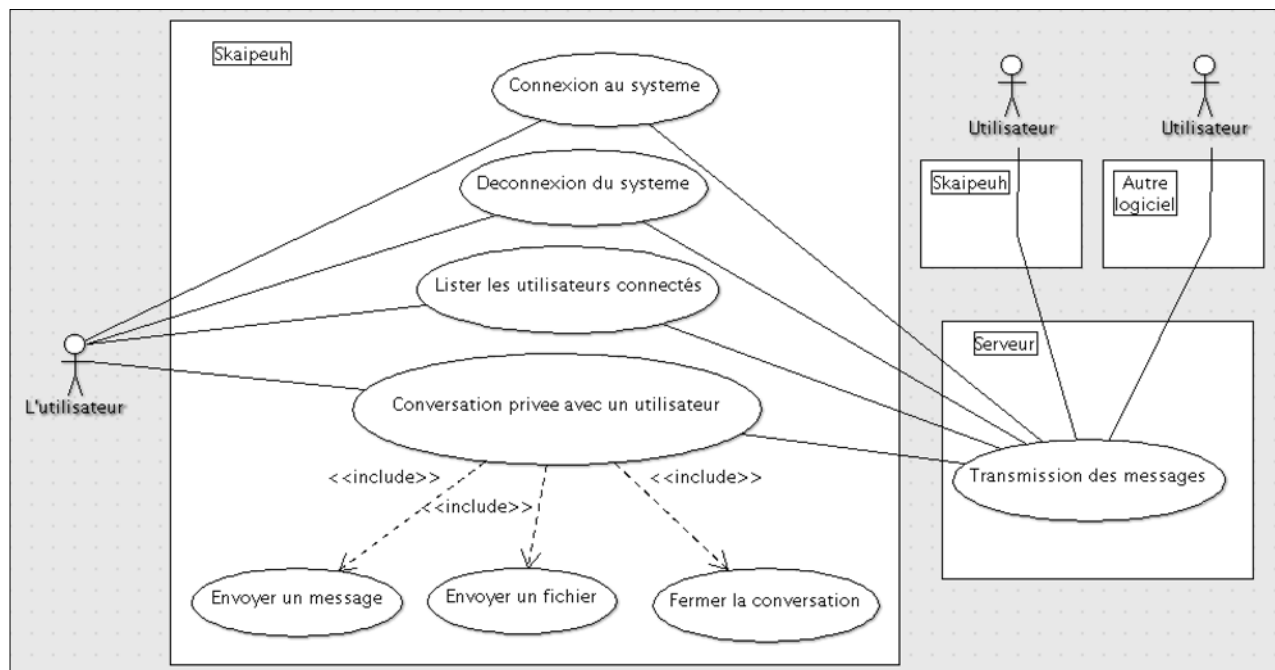 Skaipeuh
Connexion au systeme
Deconnexion du systeme
Lister les utilisateurs connectés
Conversation privee avec un utilisateur
<<include>>
<<include>>
<<include>>
Envoyer un message
Envoyer un fichier
Fermer la conversation
L'utilisateur
Utilisateur
Utilisateur
Skaipeuh
Autre
logiciel
Serveur
Transmission des messages